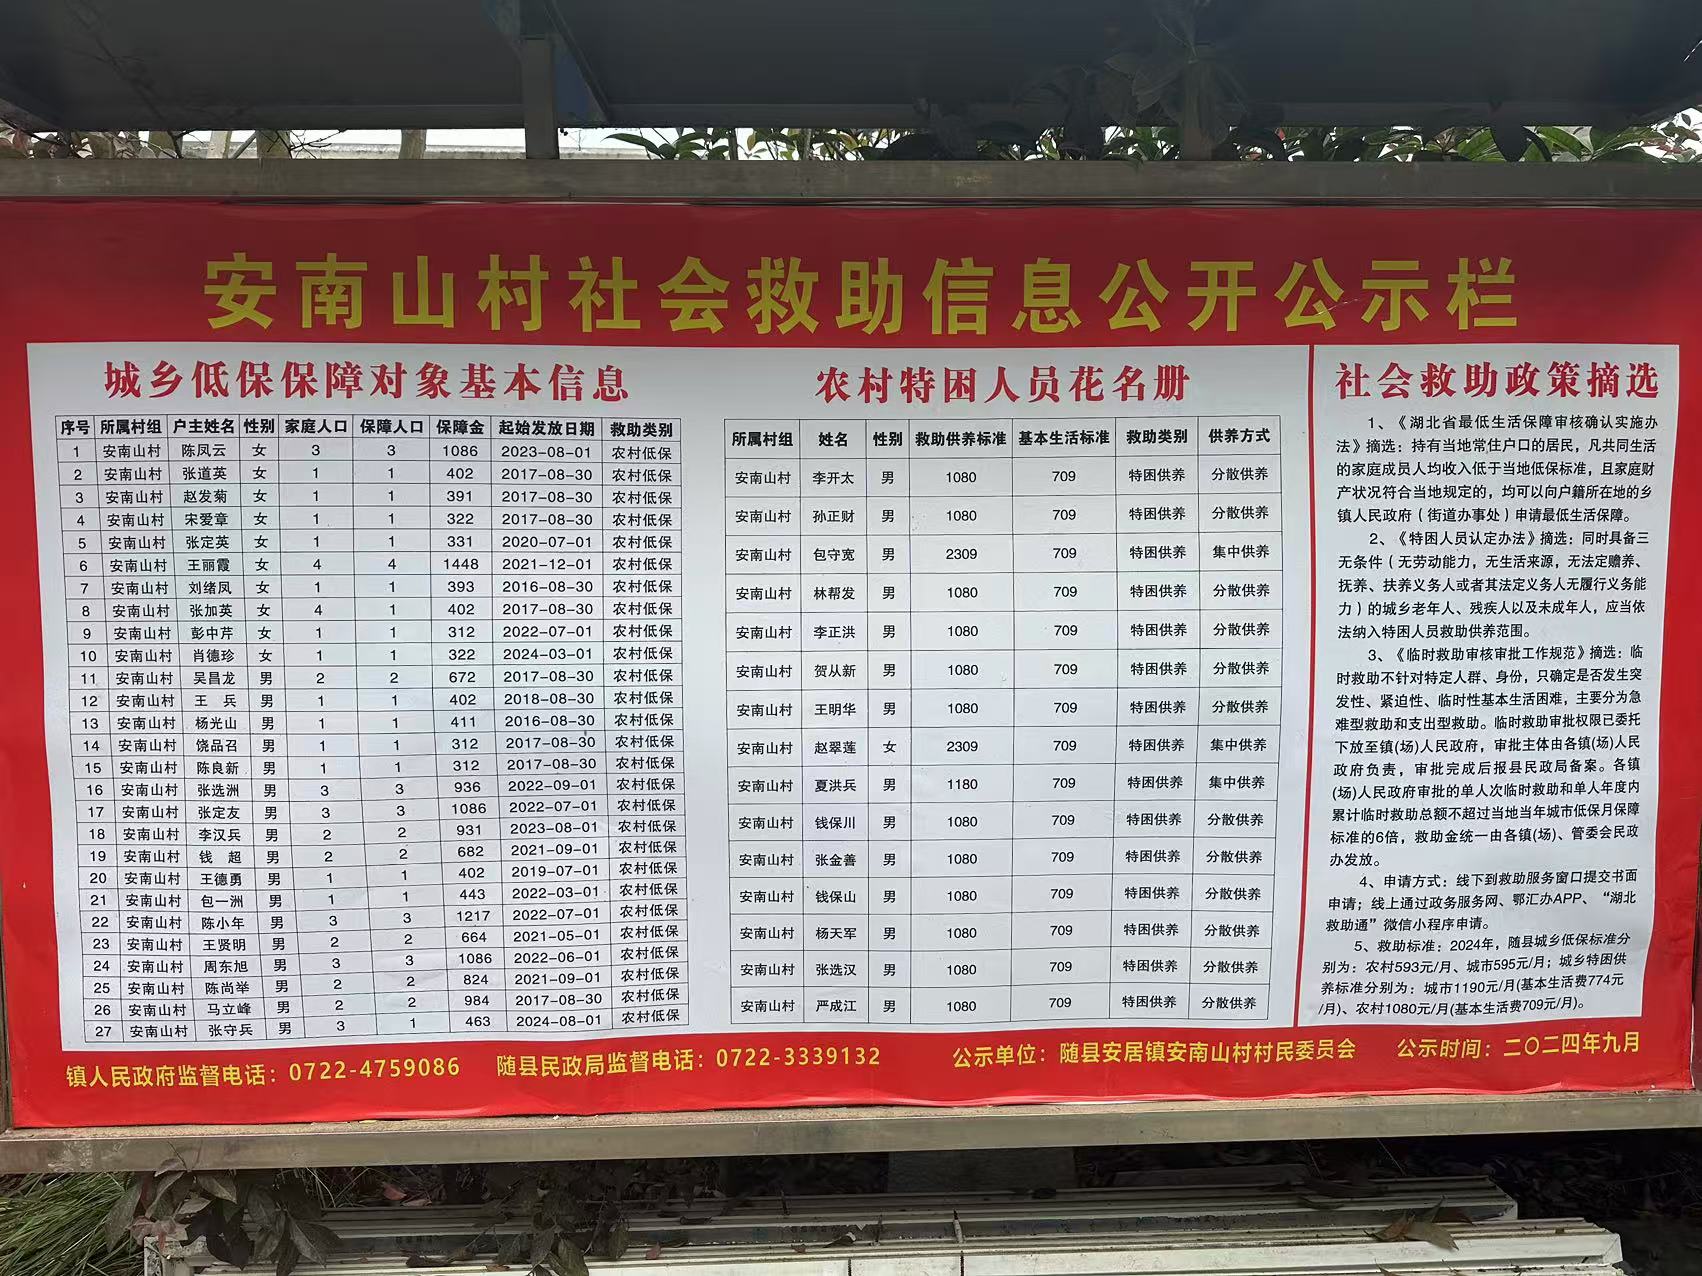 安南山村社会救助信息公开公示栏
城乡低保保障对象基本信息
序号 所属村组 户主姓名 性别 家庭人口 保障人口 保障金 起始发放日期 救助类别
1 安南山村 陈凤云 女 3 3 1086 2023-08-01 农村低保
2 安南山村 张道英 女 1 1 402 2017-08-30 农村低保
3 安南山村 赵发菊 女 1 1 391 2017-08-30 农村低保
4 安南山村 宋爱章 女 1 1 322 2017-08-30 农村低保
5 安南山村 张定英 女 1 1 331 2020-07-01 农村低保
6 安南山村 王丽霞 女 4 4 1448 2021-12-01 农村低保
7 安南山村 刘绪凤 女 1 1 393 2016-08-30 农村低保
8 安南山村 张加英 女 4 1 402 2017-08-30 农村低保
9 安南山村 彭中芹 女 1 1 312 2022-07-01 农村低保
10 安南山村 肖德珍 女 1 1 322 2024-03-01 农村低保
11 安南山村 吴昌龙 男 2 2 672 2017-08-30 农村低保
12 安南山村 王 兵 男 1 1 402 2018-08-30 农村低保
13 安南山村 杨光山 男 1 1 411 2016-08-30 农村低保
14 安南山村 饶品召 男 1 1 312 2017-08-30 农村低保
15 安南山村 陈良新 男 1 1 312 2017-08-30 农村低保
16 安南山村 张选洲 男 3 3 936 2022-09-01 农村低保
17 安南山村 张定友 男 3 3 1086 2022-07-01 农村低保
18 安南山村 李汉兵 男 2 2 931 2023-08-01 农村低保
19 安南山村 钱 超 男 2 2 682 2021-09-01 农村低保
20 安南山村 王德勇 男 1 1 402 2019-07-01 农村低保
21 安南山村 包一洲 男 1 1 443 2022-03-01 农村低保
22 安南山村 陈小年 男 3 3 1217 2022-07-01 农村低保
23 安南山村 王贤明 男 2 2 664 2021-05-01 农村低保
24 安南山村 周东旭 男 3 3 1086 2022-06-01 农村低保
25 安南山村 陈尚举 男 2 2 824 2021-09-01 农村低保
26 安南山村 马立峰 男 2 2 984 2017-08-30 农村低保
27 安南山村 张守兵 男 3 1 463 2024-08-01 农村低保
农村特困人员花名册
所属村组 姓名 性别 救助供养标准 基本生活标准 救助类别 供养方式
安南山村 李开太 男 1080 709 特困供养 分散供养
安南山村 孙正财 男 1080 709 特困供养 分散供养
安南山村 包守宽 男 2309 709 特困供养 集中供养
安南山村 林帮发 男 1080 709 特困供养 分散供养
安南山村 李正洪 男 1080 709 特困供养 分散供养
安南山村 贺从新 男 1080 709 特困供养 分散供养
安南山村 王明华 男 1080 709 特困供养 分散供养
安南山村 赵翠莲 女 2309 709 特困供养 集中供养
安南山村 夏洪兵 男 1180 709 特困供养 集中供养
安南山村 钱保川 男 1080 709 特困供养 分散供养
安南山村 张金善 男 1080 709 特困供养 分散供养
安南山村 钱保山 男 1080 709 特困供养 分散供养
安南山村 杨天军 男 1080 709 特困供养 分散供养
安南山村 张选汉 男 1080 709 特困供养 分散供养
安南山村 严成江 男 1080 709 特困供养 分散供养
社会救助政策摘选
1、《湖北省最低生活保障审核确认实施办
法》摘选：持有当地常住户口的居民，凡共同生活
的家庭成员人均收入低于当地低保标准，且家庭财
产状况符合当地规定的，均可以向户籍所在地的乡
镇人民政府（街道办事处）申请最低生活保障。
2、《特困人员认定办法》摘选：同时具备三
无条件（无劳动能力，无生活来源，无法定赡养、
抚养、扶养义务人或者其法定义务人无履行义务能
力）的城乡老年人、残疾人以及未成年人，应当依
法纳入特困人员救助供养范围。
3、《临时救助审核审批工作规范》摘选：临
时救助不针对特定人群、身份，只确定是否发生突
发性、紧迫性、临时性基本生活困难，主要分为急
难型救助和支出型救助。临时救助审批权限已委托
下放至镇(场)人民政府，审批主体由各镇(场)人民
政府负责，审批完成后报县民政局备案。各镇
(场)人民政府审批的单人次临时救助和单人年度内
累计临时救助总额不超过当地当年城市低保月保障
标准的6倍，救助金统一由各镇(场)、管委会民政
办发放。
4、申请方式：线下到救助服务窗口提交书面
申请；线上通过政务服务网、鄂汇办APP、“湖北
救助通”微信小程序申请。
5、救助标准：2024年，随县城乡低保标准分
别为：农村593元/月、城市595元/月；城乡特困供
养标准分别为：城市1190元/月(基本生活费774元
/月)、农村1080元/月(基本生活费709元/月)。
镇人民政府监督电话：0722-4759086 随县民政局监督电话：0722-3339132 公示单位：随县安居镇安南山村村民委员会 公示时间：二〇二四年九月